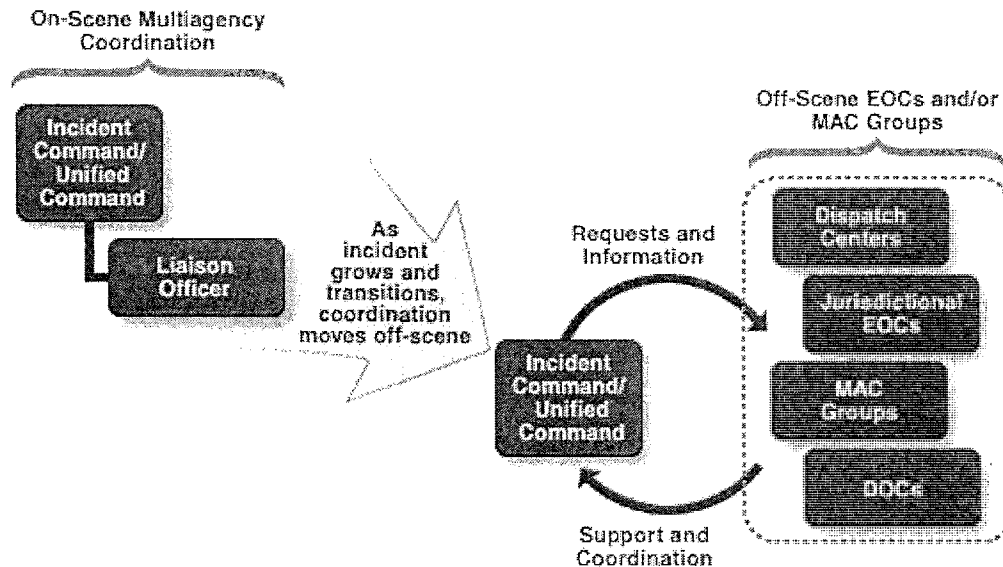 On-Scene Multiagency
Coordination
Incident
Command/
Unified
Command
Liaison
Officer
As
incident
grows and
transitions,
coordination
moves off-scene
Incident
Command/
Unified
Command
Requests and
Information
Support and
Coordination
Off-Scene EOCs and/or
MAC Groups
Dispatch
Centers
Jurisdictional
EOCs
MAC
Groups
DOCs